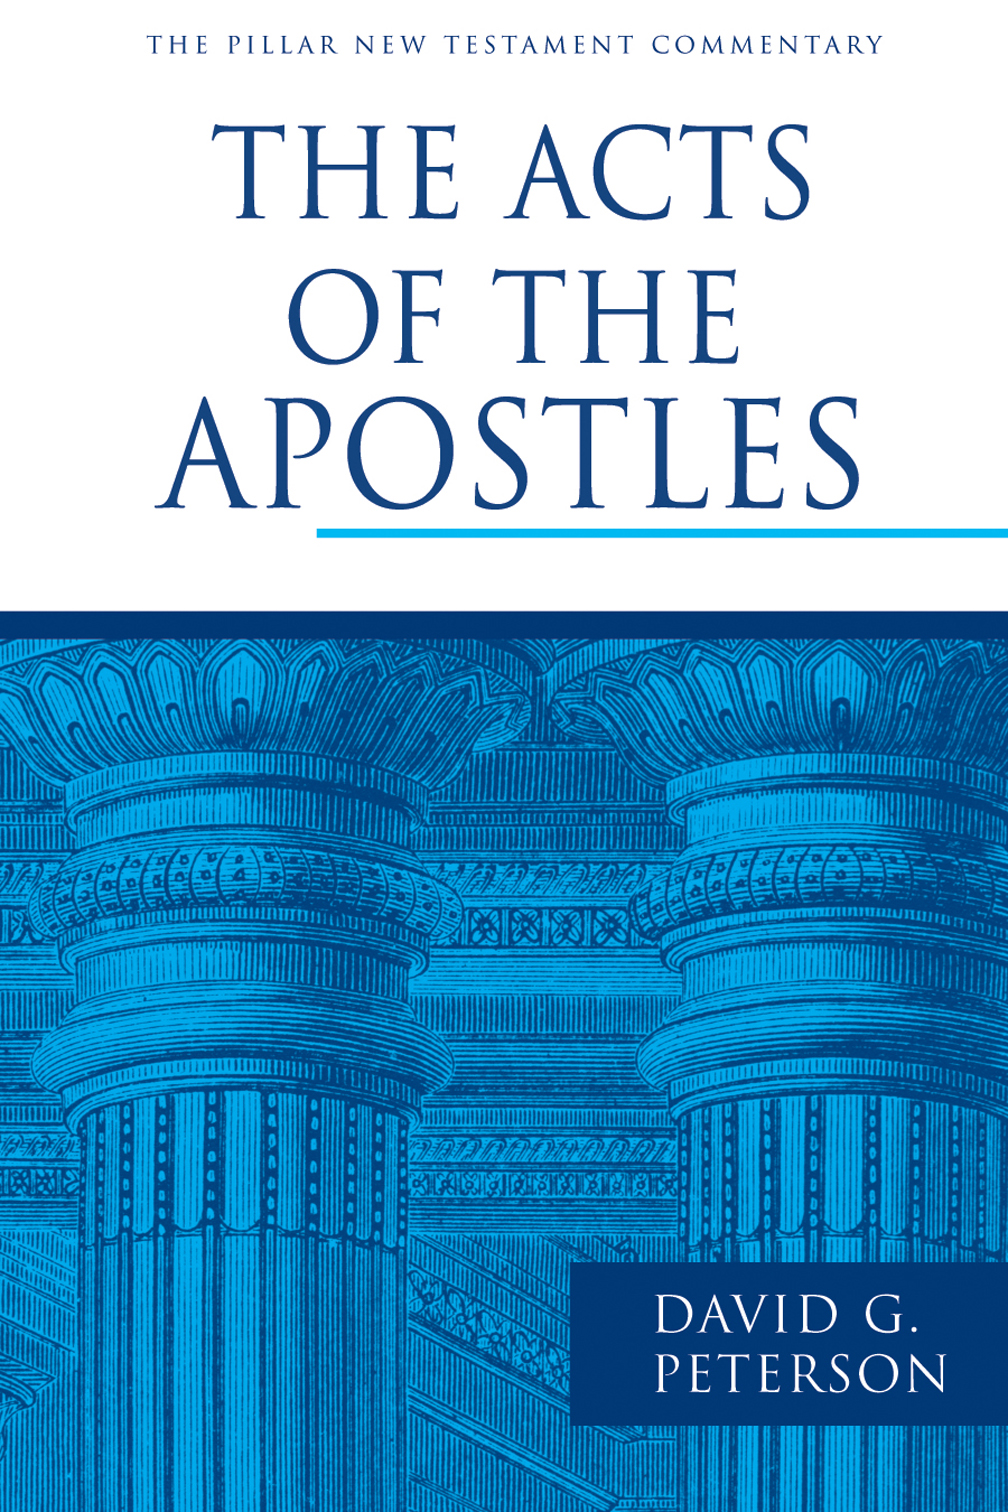 THE PILLAR NEW TESTAMENT COMMENTARY
THE ACTS
OF THE
APOSTLES
DAVID G.
PETERSON